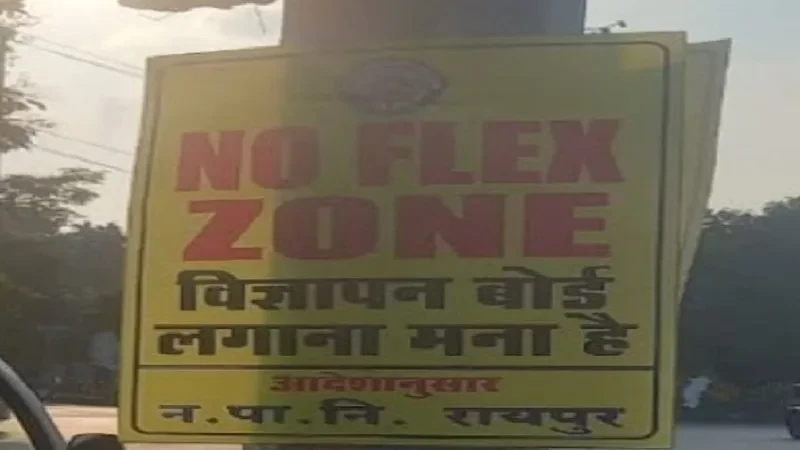 NO FLEX
ZONE
विज्ञापन बोर्ड
लगाना मना है
आदेशानुसार
न.पा.नि. रायपुर